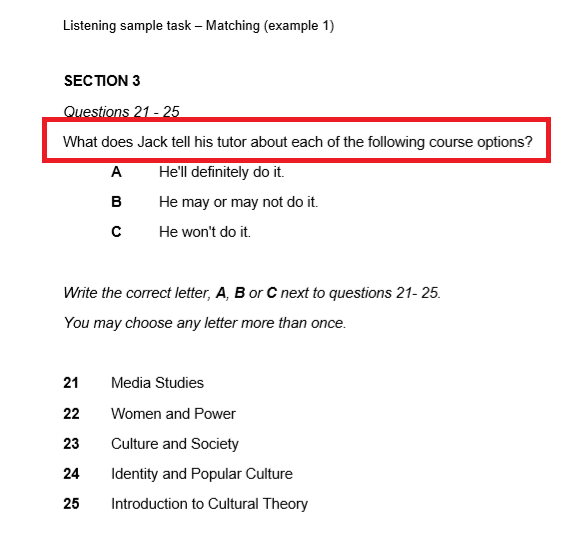 Listening sample task – Matching (example 1)
SECTION 3
Questions 21 - 25
What does Jack tell his tutor about each of the following course options?
A He'll definitely do it.
B He may or may not do it.
C He won't do it.
Write the correct letter, A, B or C next to questions 21- 25.
You may choose any letter more than once.
21 Media Studies
22 Women and Power
23 Culture and Society
24 Identity and Popular Culture
25 Introduction to Cultural Theory